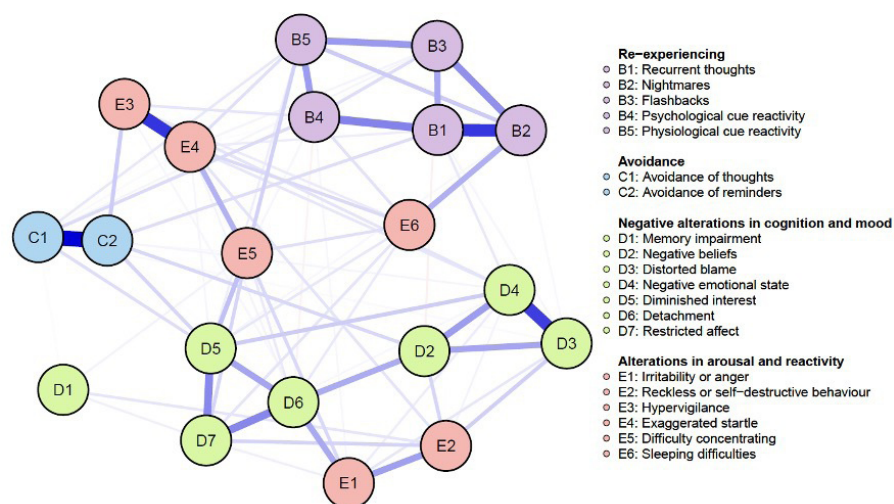 B5
B3
E3
B4
B1
B2
E4
E6
C1
C2
E5
D4
D5
D2
D3
D1
D6
D7
E2
E1
Re-experiencing
B1: Recurrent thoughts
B2: Nightmares
B3: Flashbacks
B4: Psychological cue reactivity
B5: Physiological cue reactivity
Avoidance
C1: Avoidance of thoughts
C2: Avoidance of reminders
Negative alterations in cognition and mood
D1: Memory impairment
D2: Negative beliefs
D3: Distorted blame
D4: Negative emotional state
D5: Diminished interest
D6: Detachment
D7: Restricted affect
Alterations in arousal and reactivity
E1: Irritability or anger
E2: Reckless or self-destructive behaviour
E3: Hypervigilance
E4: Exaggerated startle
E5: Difficulty concentrating
E6: Sleeping difficulties